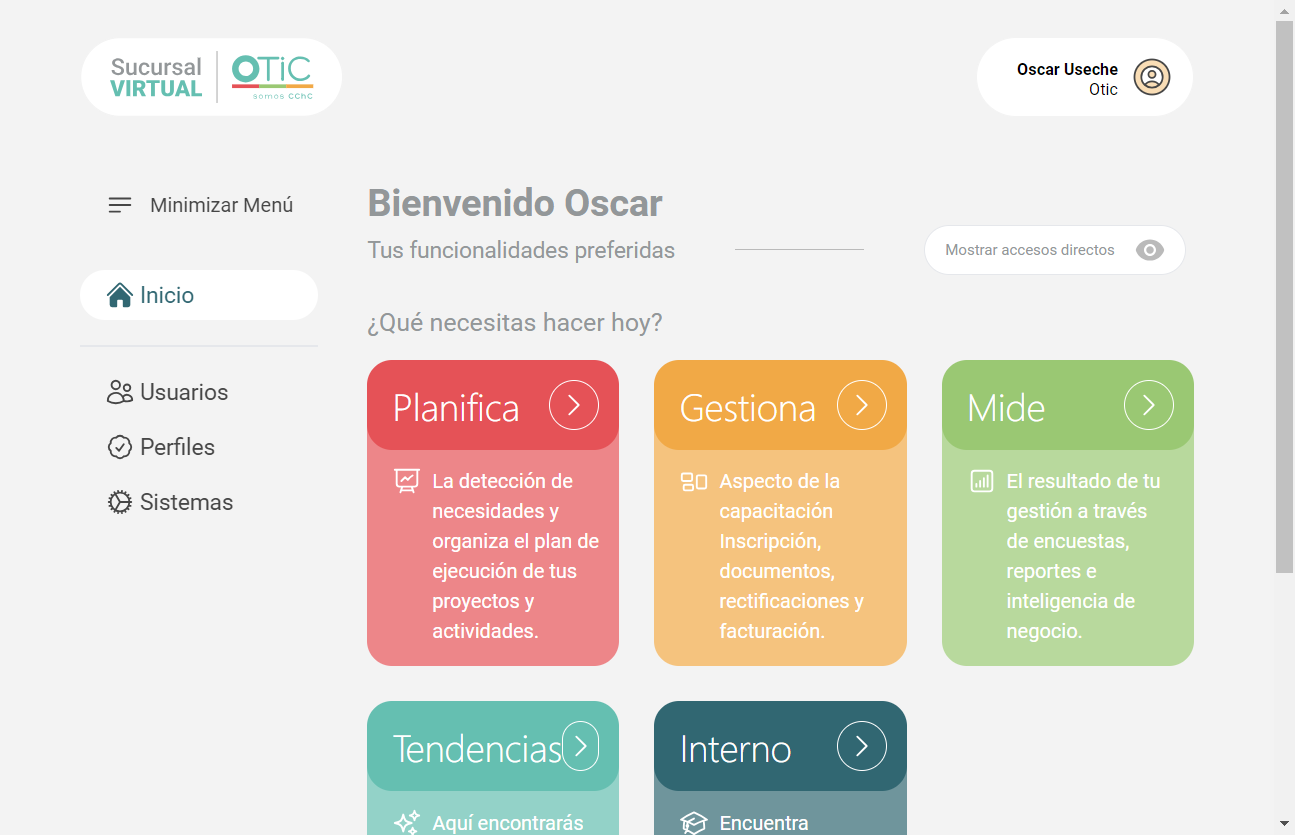 Sucursal
VIRTUAL
OTiC
somos CChC
Oscar Useche
Otic
Minimizar Menú
Inicio
Usuarios
Perfiles
Sistemas
Bienvenido Oscar
Tus funcionalidades preferidas
Mostrar accesos directos
¿Qué necesitas hacer hoy?
Planifica
La detección de
necesidades y
organiza el plan de
ejecución de tus
proyectos y
actividades.
Gestiona
Aspecto de la
capacitación
Inscripción,
documentos,
rectificaciones y
facturación.
Mide
El resultado de tu
gestión a través
de encuestas,
reportes e
inteligencia de
negocio.
Tendencias
Aquí encontrarás
Interno
Encuentra